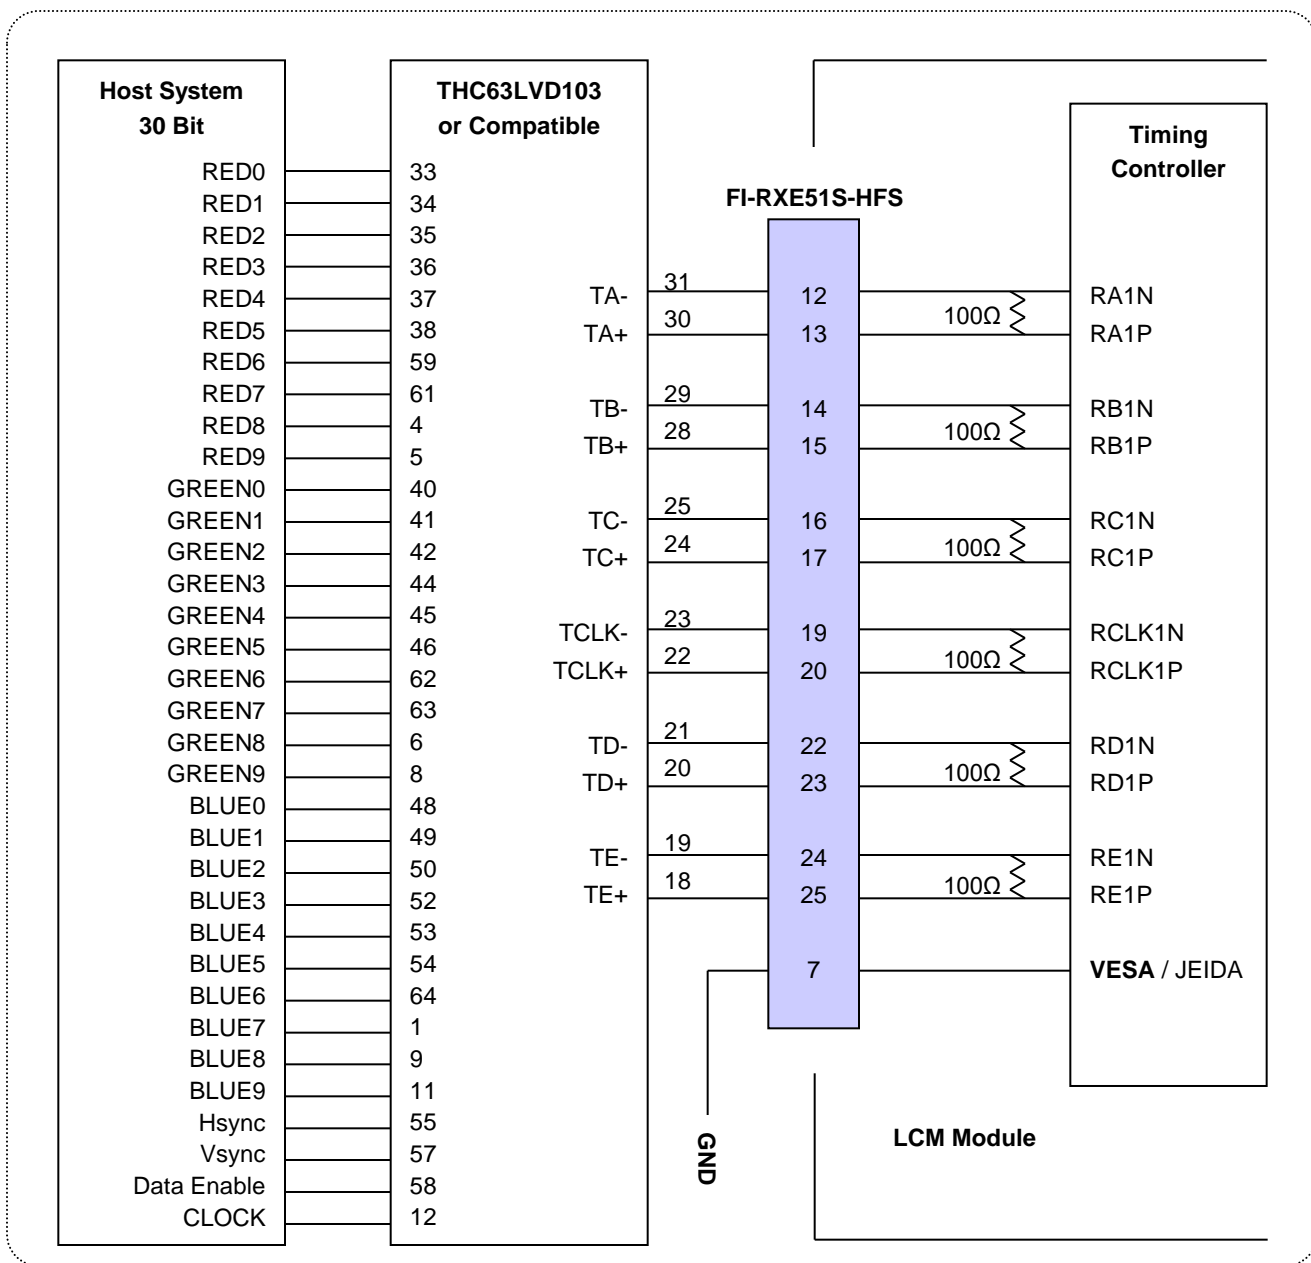 Host System
30 Bit
RED0
RED1
RED2
RED3
RED4
RED5
RED6
RED7
RED8
RED9
GREEN0
GREEN1
GREEN2
GREEN3
GREEN4
GREEN5
GREEN6
GREEN7
GREEN8
GREEN9
BLUE0
BLUE1
BLUE2
BLUE3
BLUE4
BLUE5
BLUE6
BLUE7
BLUE8
BLUE9
Hsync
Vsync
Data Enable
CLOCK
THC63LVD103
or Compatible
33
34
35
36
37
38
59
61
4
5
40
41
42
44
45
46
62
63
6
8
48
49
50
52
53
54
64
1
9
11
55
57
58
12
TA-
TA+
TB-
TB+
TC-
TC+
TCLK-
TCLK+
TD-
TD+
TE-
TE+
31
30
29
28
25
24
23
22
21
20
19
18
GND
FI-RXE51S-HFS
12
13
14
15
16
17
19
20
22
23
24
25
7
100Ω
100Ω
100Ω
100Ω
100Ω
100Ω
LCM Module
Timing
Controller
RA1N
RA1P
RB1N
RB1P
RC1N
RC1P
RCLK1N
RCLK1P
RD1N
RD1P
RE1N
RE1P
VESA / JEIDA